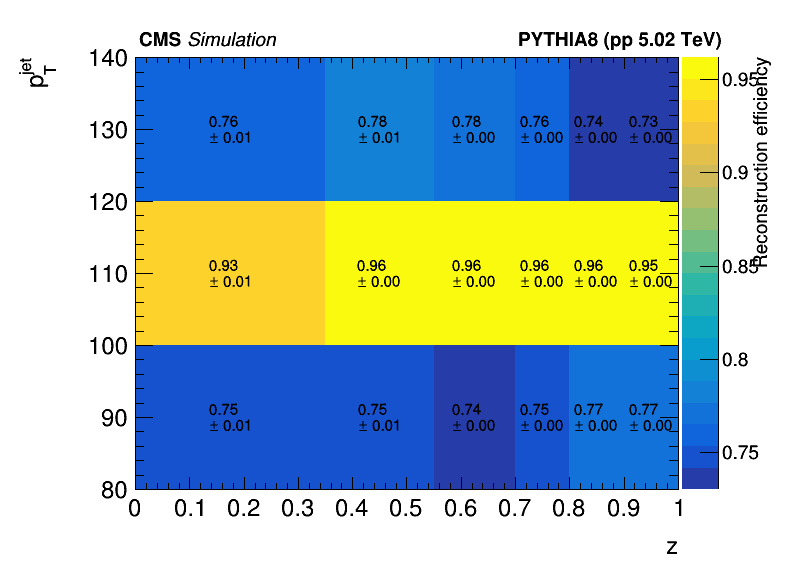 CMS Simulation PYTHIA8 (pp 5.02 TeV)
p_T^jet
140
130
120
110
100
90
80
0.76 0.78 0.78 0.76 0.74 0.73
± 0.01 ± 0.01 ± 0.00 ± 0.00 ± 0.00 ± 0.00
0.93 0.96 0.96 0.96 0.96 0.95
± 0.01 ± 0.00 ± 0.00 ± 0.00 ± 0.00 ± 0.00
0.75 0.75 0.74 0.75 0.77 0.77
± 0.01 ± 0.01 ± 0.00 ± 0.00 ± 0.00 ± 0.00
0 0.1 0.2 0.3 0.4 0.5 0.6 0.7 0.8 0.9 1
z
0.95
0.9
0.85
0.8
0.75
Reconstruction efficiency